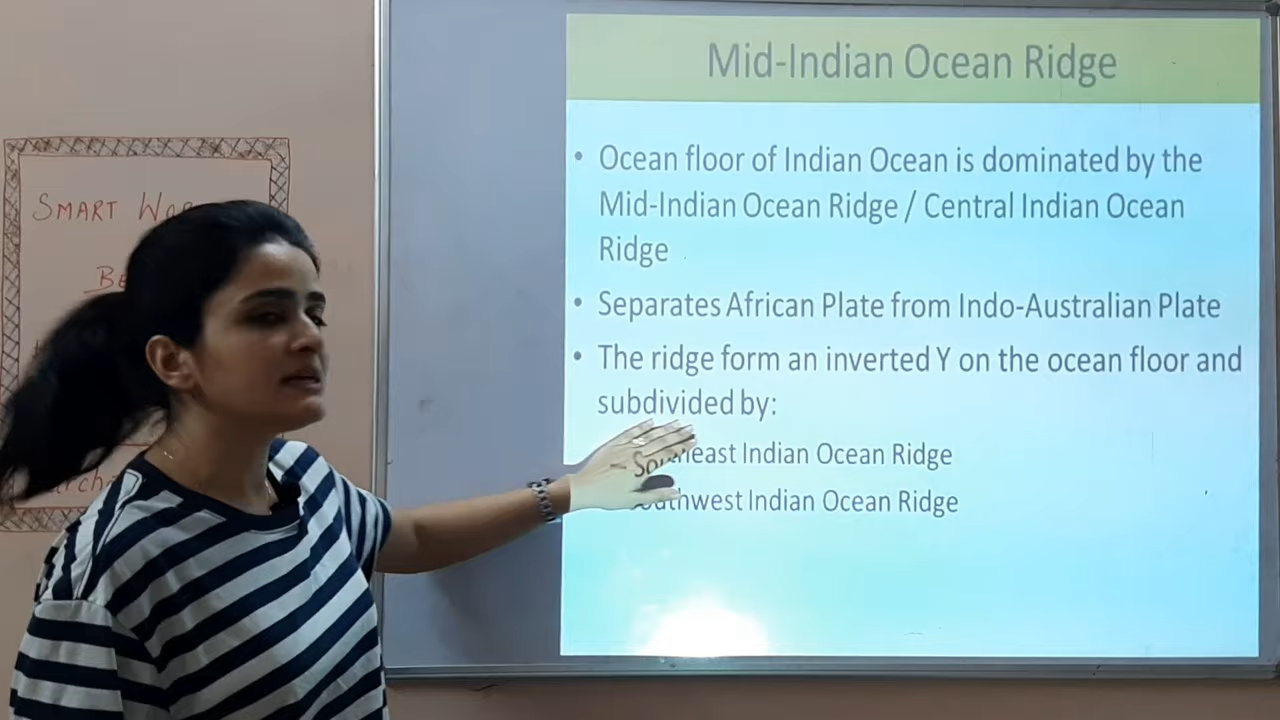 Mid-Indian Ocean Ridge
• Ocean floor of Indian Ocean is dominated by the
Mid-Indian Ocean Ridge / Central Indian Ocean
Ridge
• Separates African Plate from Indo-Australian Plate
• The ridge form an inverted Y on the ocean floor and
subdivided by:
Indian Ocean Ridge
Indian Ocean Ridge
SMART